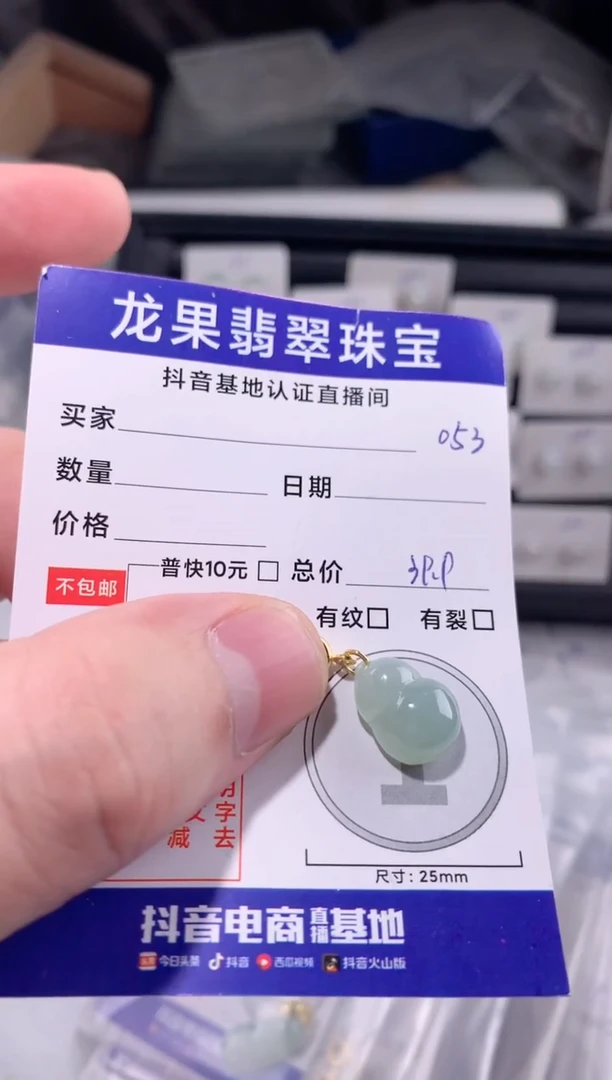 龙果翡翠珠宝
抖音基地认证直播间
买家
053
数量 日期
价格
普快10元 总价
不包邮
有纹 有裂
字
减 去
尺寸:25mm
抖音电商直播基地
今日头条 抖音 西瓜视频 抖音火山版